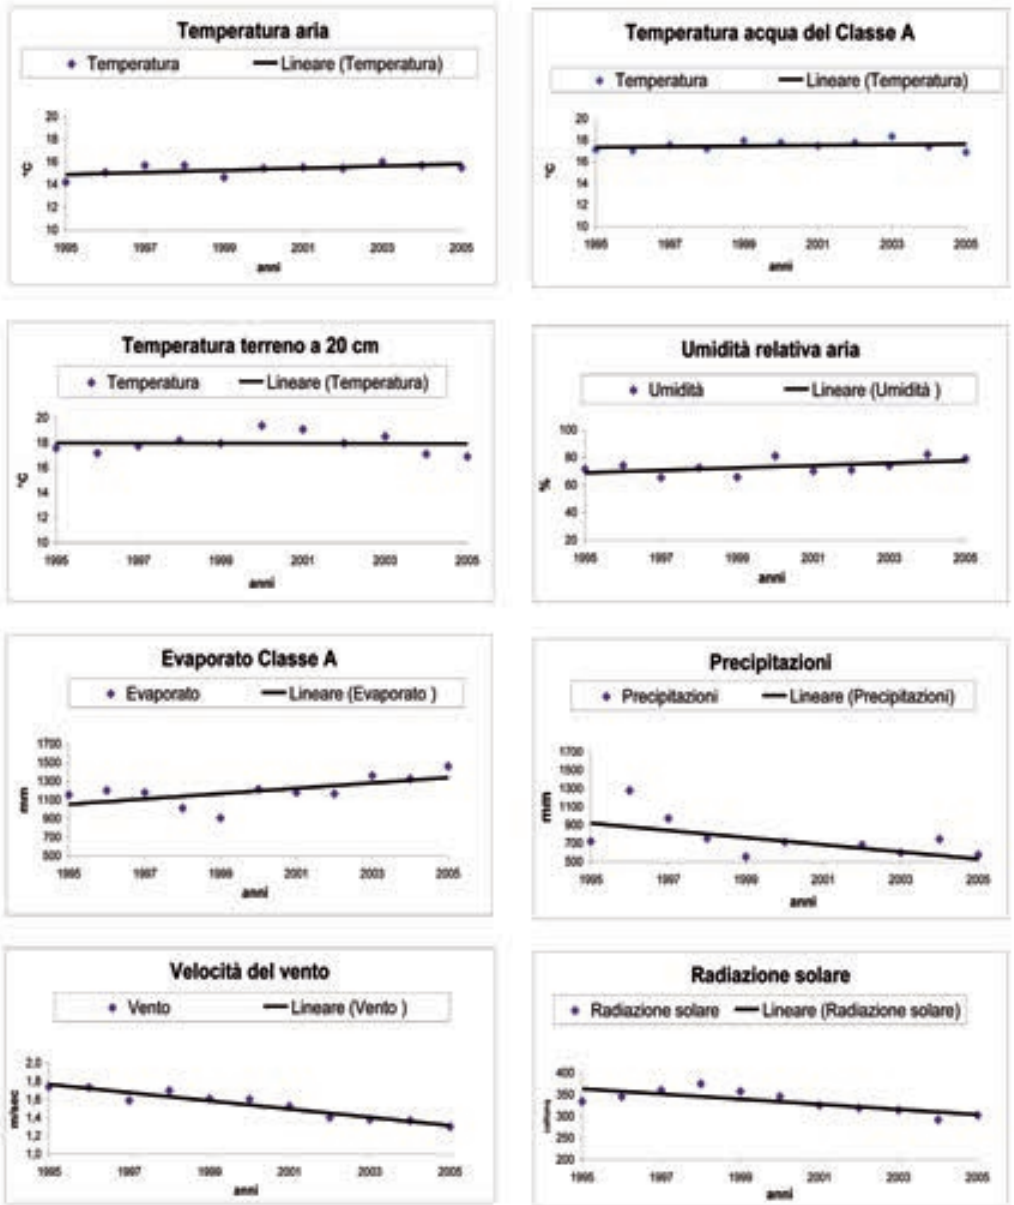 Temperatura aria
Temperatura Lineare (Temperatura)
20
18
16
14
12
10
°C
1995 1997 1999 2001 2003 2005
anni
Temperatura acqua del Classe A
Temperatura Lineare (Temperatura)
20
18
16
14
12
10
°C
1995 1997 1999 2001 2003 2005
anni
Temperatura terreno a 20 cm
Temperatura Lineare (Temperatura)
20
18
16
14
12
10
°C
1995 1997 1999 2001 2003 2005
anni
Umidità relativa aria
Umidità Lineare (Umidità )
100
80
60
40
20
%
1995 1997 1999 2001 2003 2005
anni
Evaporato Classe A
Evaporato Lineare (Evaporato )
1700
1500
1300
1100
900
700
500
mm
1995 1997 1999 2001 2003 2005
anni
Precipitazioni
Precipitazioni Lineare (Precipitazioni)
1700
1500
1300
1100
900
700
500
mm
1995 1997 1999 2001 2003 2005
anni
Velocità del vento
Vento Lineare (Vento )
2,0
1,8
1,6
1,4
1,2
1,0
m/sec
1995 1997 1999 2001 2003 2005
anni
Radiazione solare
Radiazione solare Lineare (Radiazione solare)
400
350
300
250
200
1995 1997 1999 2001 2003 2005
anni